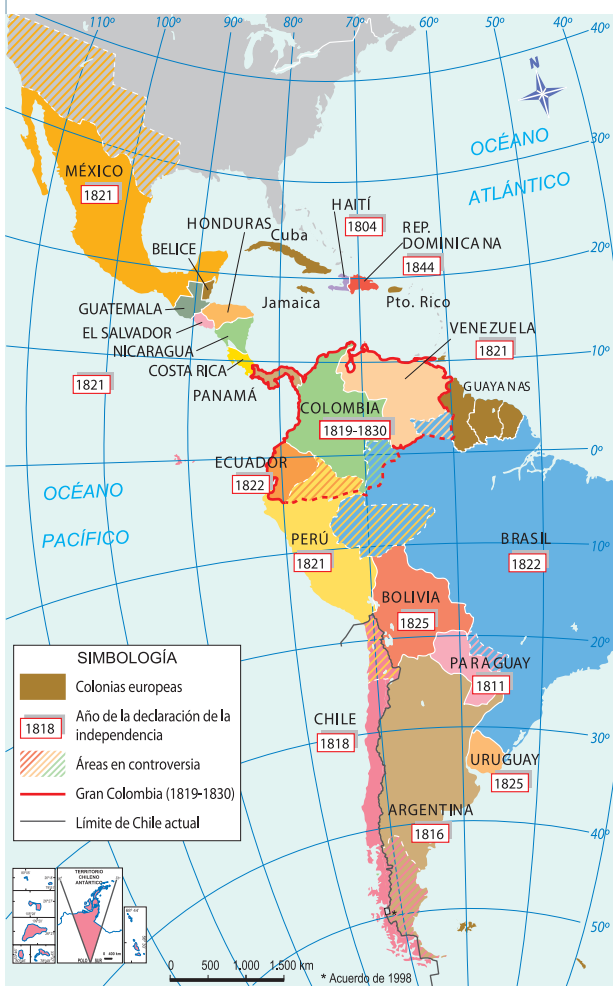 110º
100º
90º
80º
70º
60º
50º
40º
30º
20º
10º
0º
10º
20º
30º
40º
50º
N
OCÉANO
ATLÁNTICO
MÉXICO
1821
HAITÍ
1804
REP.
DOMINICANA
1844
HONDURAS
Cuba
BELICE
Jamaica
Pto. Rico
GUATEMALA
EL SALVADOR
NICARAGUA
COSTA RICA
PANAMÁ
1821
VENEZUELA
1821
GUAYANAS
COLOMBIA
1819-1830
ECUADOR
1822
OCÉANO
PACÍFICO
PERÚ
1821
BRASIL
1822
BOLIVIA
1825
PARAGUAY
1811
CHILE
1818
URUGUAY
1825
ARGENTINA
1816
*
SIMBOLOGÍA
Colonias europeas
1818
Año de la declaración de la
independencia
Áreas en controversia
Gran Colombia (1819-1830)
Límite de Chile actual
TERRITORIO
CHILENO
ANTÁRTICO
POLO SUR
0 400 km
0 500 1.000 1.500 km
* Acuerdo de 1998